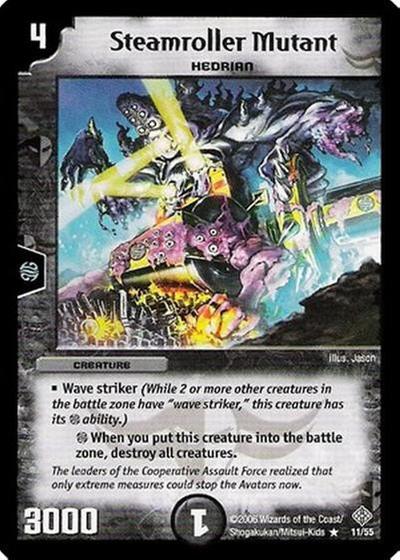 4
Steamroller Mutant
HEDRIAN
Illus. Jason
CREATURE
▪ Wave striker (While 2 or more other creatures in
the battle zone have "wave striker," this creature has
its ability.)
When you put this creature into the battle
zone, destroy all creatures.
The leaders of the Cooperative Assault Force realized that
only extreme measures could stop the Avatars now.
3000
1
©2006 Wizards of the Coast/
Shogakukan/Mitsui-Kids ★ 11/55